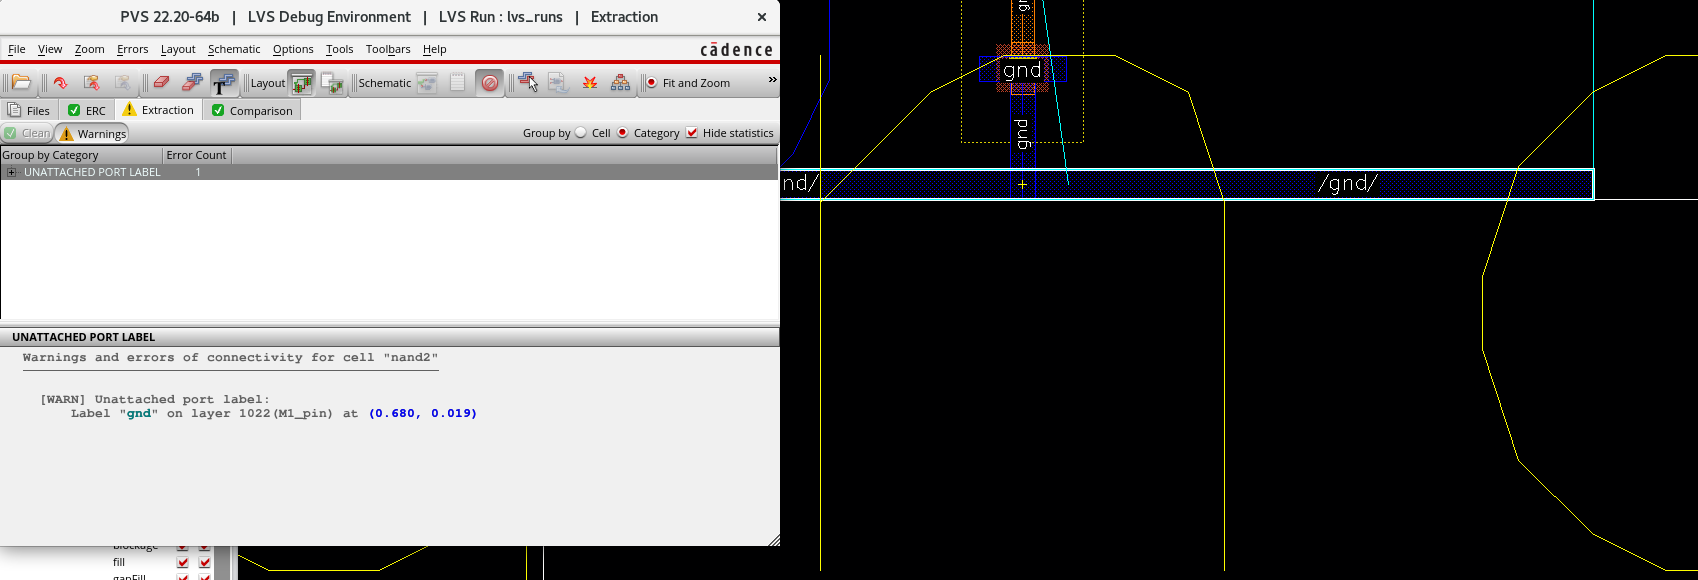 PVS 22.20-64b | LVS Debug Environment | LVS Run : lvs_runs | Extraction ×
File View Zoom Errors Layout Schematic Options Tools Toolbars Help cādence
Layout Schematic Fit and Zoom »
Files ERC Extraction Comparison
Clean Warnings Group by Cell Category Hide statistics
Group by Category Error Count
UNATTACHED PORT LABEL 1
UNATTACHED PORT LABEL
Warnings and errors of connectivity for cell "nand2"
[WARN] Unattached port label:
Label "gnd" on layer 1022(M1_pin) at (0.680, 0.019)
blockage
fill
gapFill
gnd
gnd
gnd
nd/ /gnd/